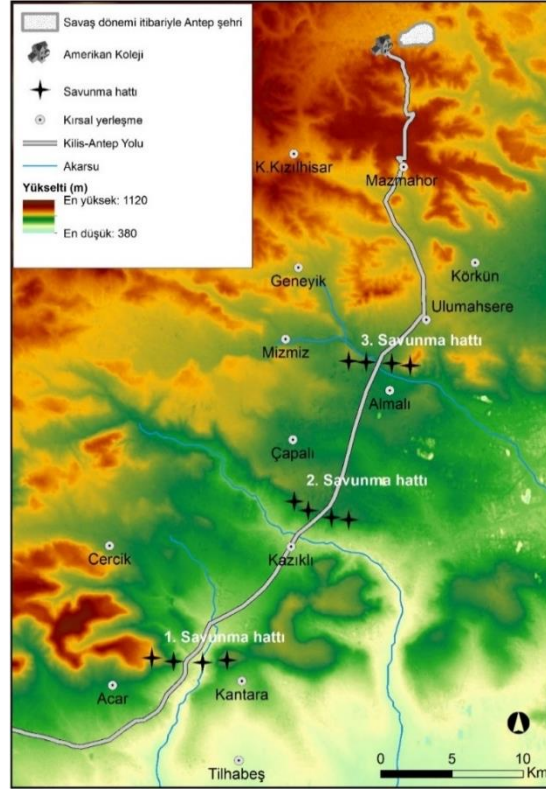 Savaş dönemi itibariyle Antep şehri
Amerikan Koleji
Savunma hattı
Kırsal yerleşme
Kilis-Antep Yolu
Akarsu
Yükselti (m)
En yüksek: 1120
En düşük: 380
K.Kızılhisar
Mazmahor
Geneyik
Körkün
Ulumahsere
Mizmiz
3. Savunma hattı
Almalı
Çapalı
2. Savunma hattı
Cercik
Kazıklı
1. Savunma hattı
Acar
Kantara
Tilhabeş
0 5 10
Km